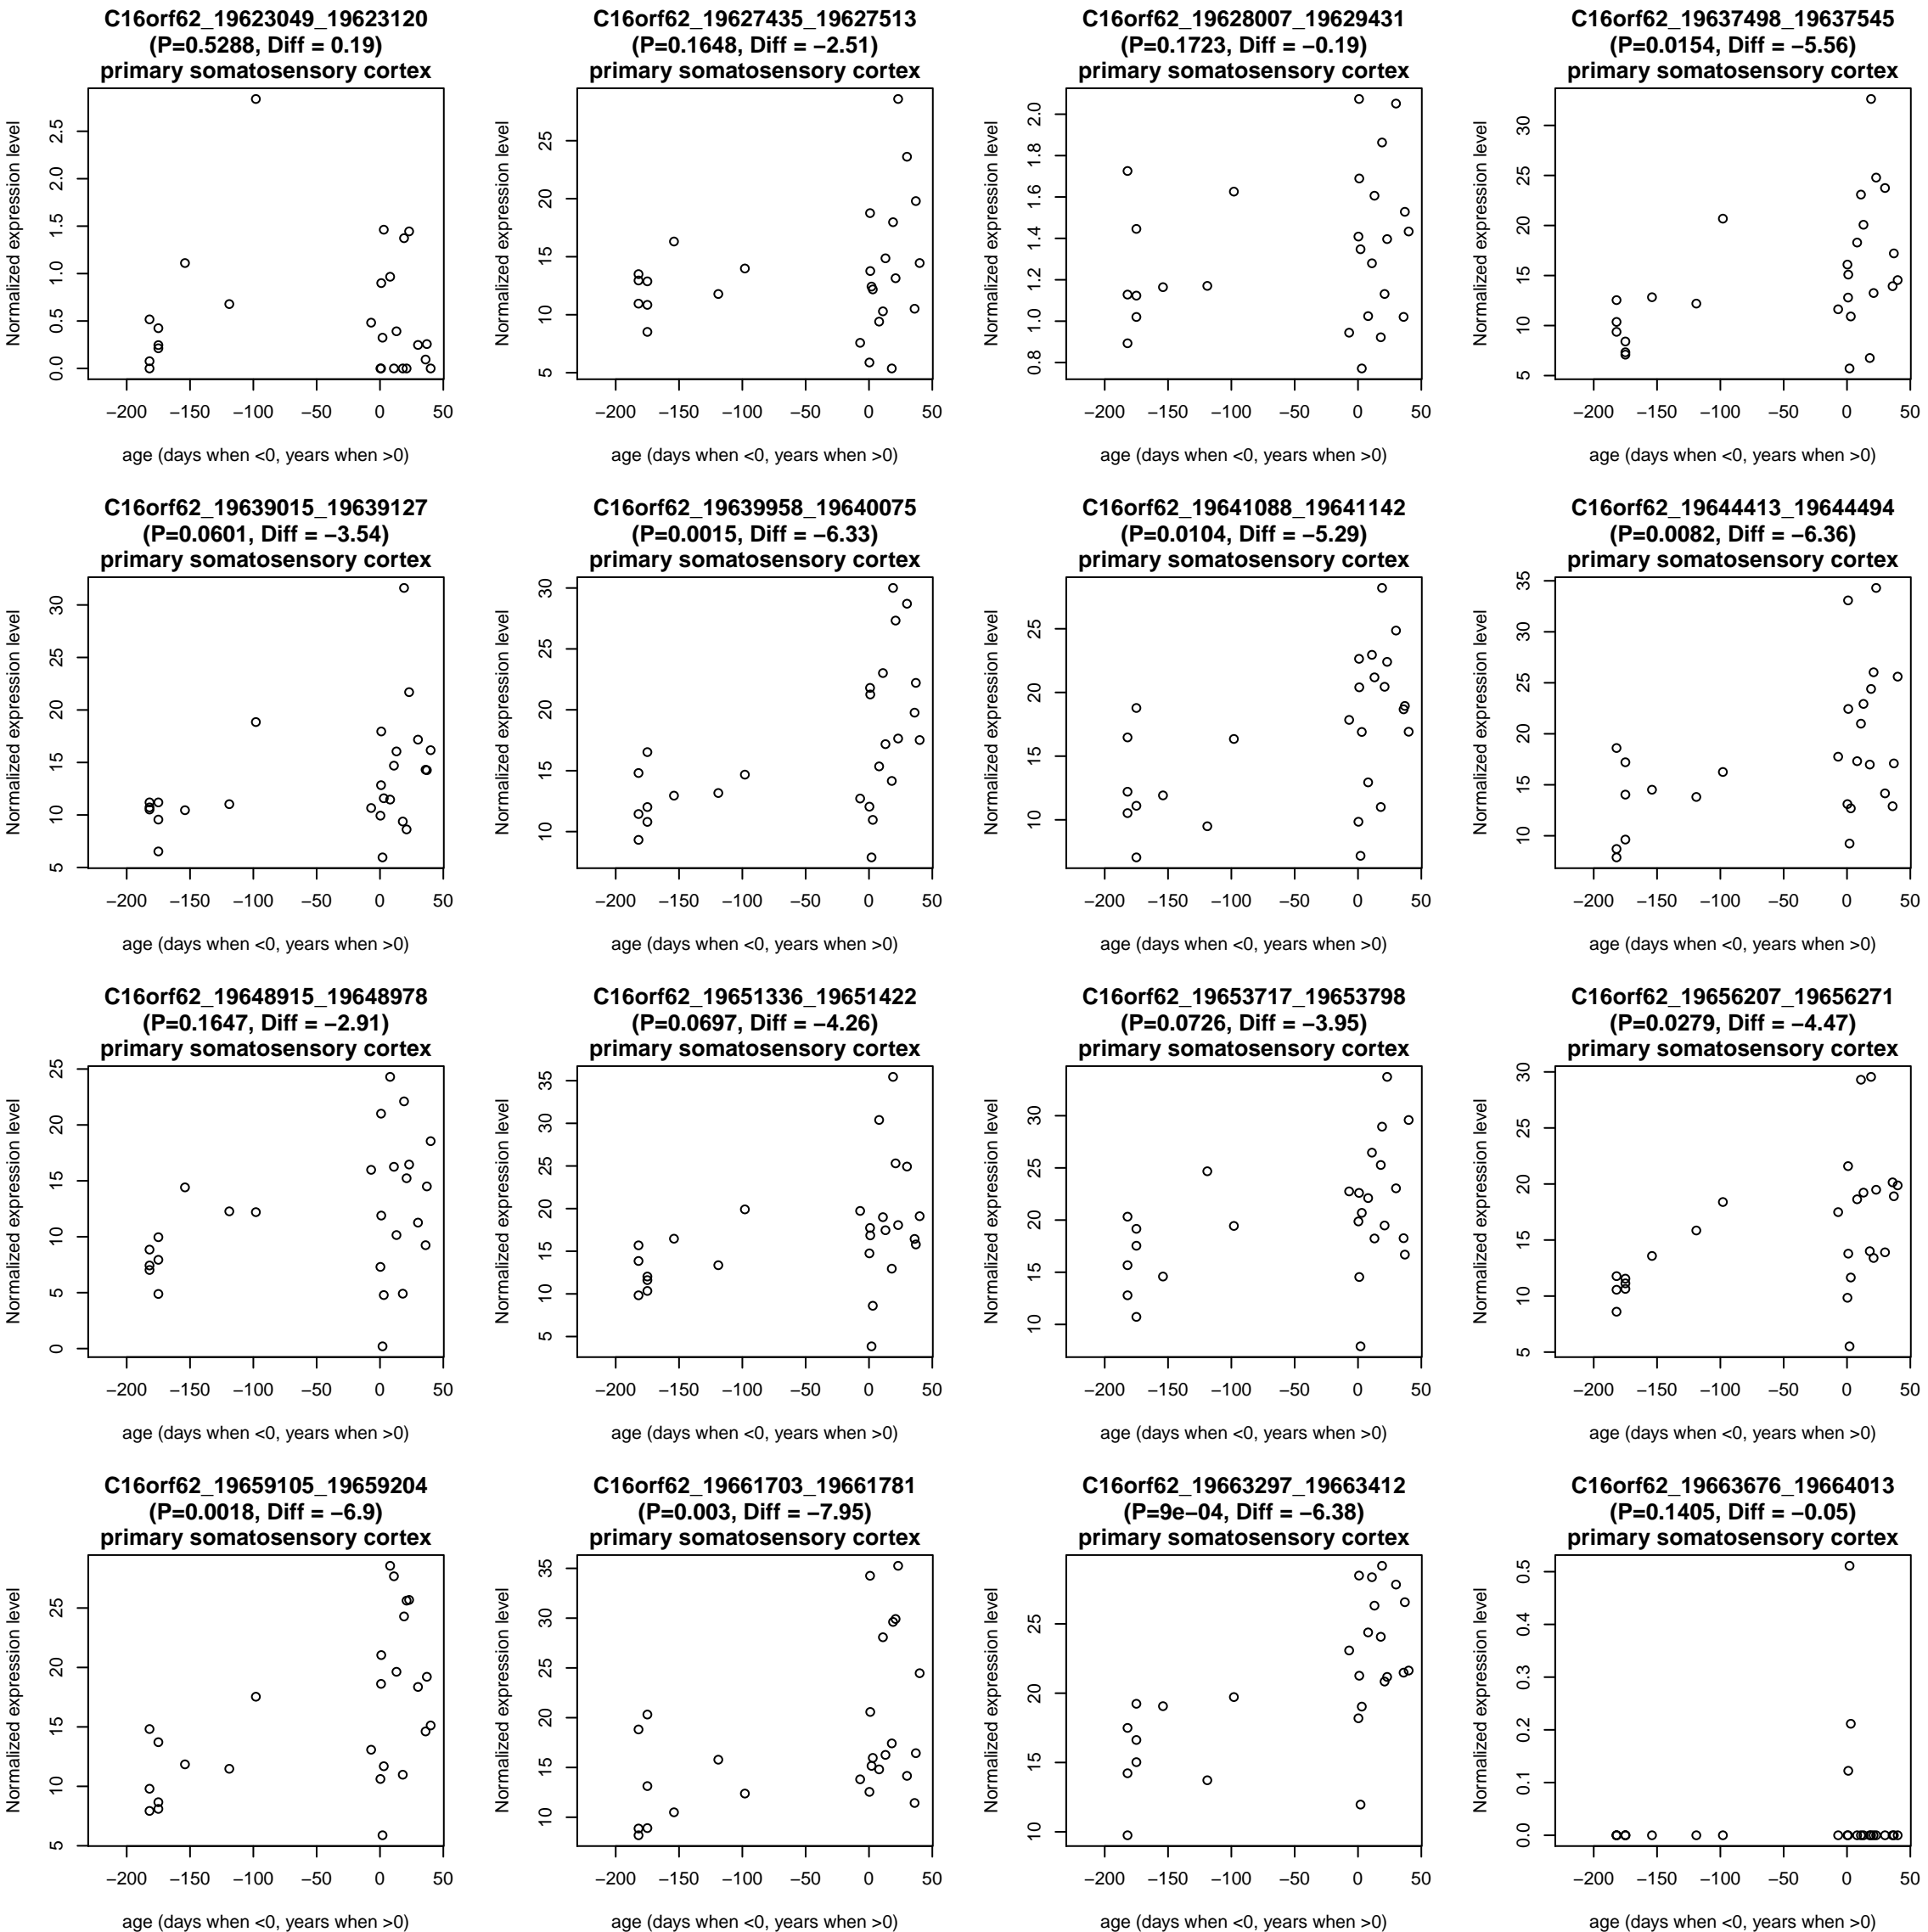 C16orf62_19623049_19623120
(P=0.5288, Diff = 0.19)
primary somatosensory cortex
Normalized expression level
0.0 0.5 1.0 1.5 2.0 2.5
−200 −150 −100 −50 0 50
age (days when <0, years when >0)
C16orf62_19627435_19627513
(P=0.1648, Diff = −2.51)
primary somatosensory cortex
Normalized expression level
5 10 15 20 25
−200 −150 −100 −50 0 50
age (days when <0, years when >0)
C16orf62_19628007_19629431
(P=0.1723, Diff = −0.19)
primary somatosensory cortex
Normalized expression level
0.8 1.0 1.2 1.4 1.6 1.8 2.0
−200 −150 −100 −50 0 50
age (days when <0, years when >0)
C16orf62_19637498_19637545
(P=0.0154, Diff = −5.56)
primary somatosensory cortex
Normalized expression level
5 10 15 20 25 30
−200 −150 −100 −50 0 50
age (days when <0, years when >0)
C16orf62_19639015_19639127
(P=0.0601, Diff = −3.54)
primary somatosensory cortex
Normalized expression level
5 10 15 20 25 30
−200 −150 −100 −50 0 50
age (days when <0, years when >0)
C16orf62_19639958_19640075
(P=0.0015, Diff = −6.33)
primary somatosensory cortex
Normalized expression level
10 15 20 25 30
−200 −150 −100 −50 0 50
age (days when <0, years when >0)
C16orf62_19641088_19641142
(P=0.0104, Diff = −5.29)
primary somatosensory cortex
Normalized expression level
10 15 20 25
−200 −150 −100 −50 0 50
age (days when <0, years when >0)
C16orf62_19644413_19644494
(P=0.0082, Diff = −6.36)
primary somatosensory cortex
Normalized expression level
10 15 20 25 30 35
−200 −150 −100 −50 0 50
age (days when <0, years when >0)
C16orf62_19648915_19648978
(P=0.1647, Diff = −2.91)
primary somatosensory cortex
Normalized expression level
0 5 10 15 20 25
−200 −150 −100 −50 0 50
age (days when <0, years when >0)
C16orf62_19651336_19651422
(P=0.0697, Diff = −4.26)
primary somatosensory cortex
Normalized expression level
5 10 15 20 25 30 35
−200 −150 −100 −50 0 50
age (days when <0, years when >0)
C16orf62_19653717_19653798
(P=0.0726, Diff = −3.95)
primary somatosensory cortex
Normalized expression level
10 15 20 25 30
−200 −150 −100 −50 0 50
age (days when <0, years when >0)
C16orf62_19656207_19656271
(P=0.0279, Diff = −4.47)
primary somatosensory cortex
Normalized expression level
5 10 15 20 25 30
−200 −150 −100 −50 0 50
age (days when <0, years when >0)
C16orf62_19659105_19659204
(P=0.0018, Diff = −6.9)
primary somatosensory cortex
Normalized expression level
5 10 15 20 25
−200 −150 −100 −50 0 50
age (days when <0, years when >0)
C16orf62_19661703_19661781
(P=0.003, Diff = −7.95)
primary somatosensory cortex
Normalized expression level
10 15 20 25 30 35
−200 −150 −100 −50 0 50
age (days when <0, years when >0)
C16orf62_19663297_19663412
(P=9e−04, Diff = −6.38)
primary somatosensory cortex
Normalized expression level
10 15 20 25
−200 −150 −100 −50 0 50
age (days when <0, years when >0)
C16orf62_19663676_19664013
(P=0.1405, Diff = −0.05)
primary somatosensory cortex
Normalized expression level
0.0 0.1 0.2 0.3 0.4 0.5
−200 −150 −100 −50 0 50
age (days when <0, years when >0)